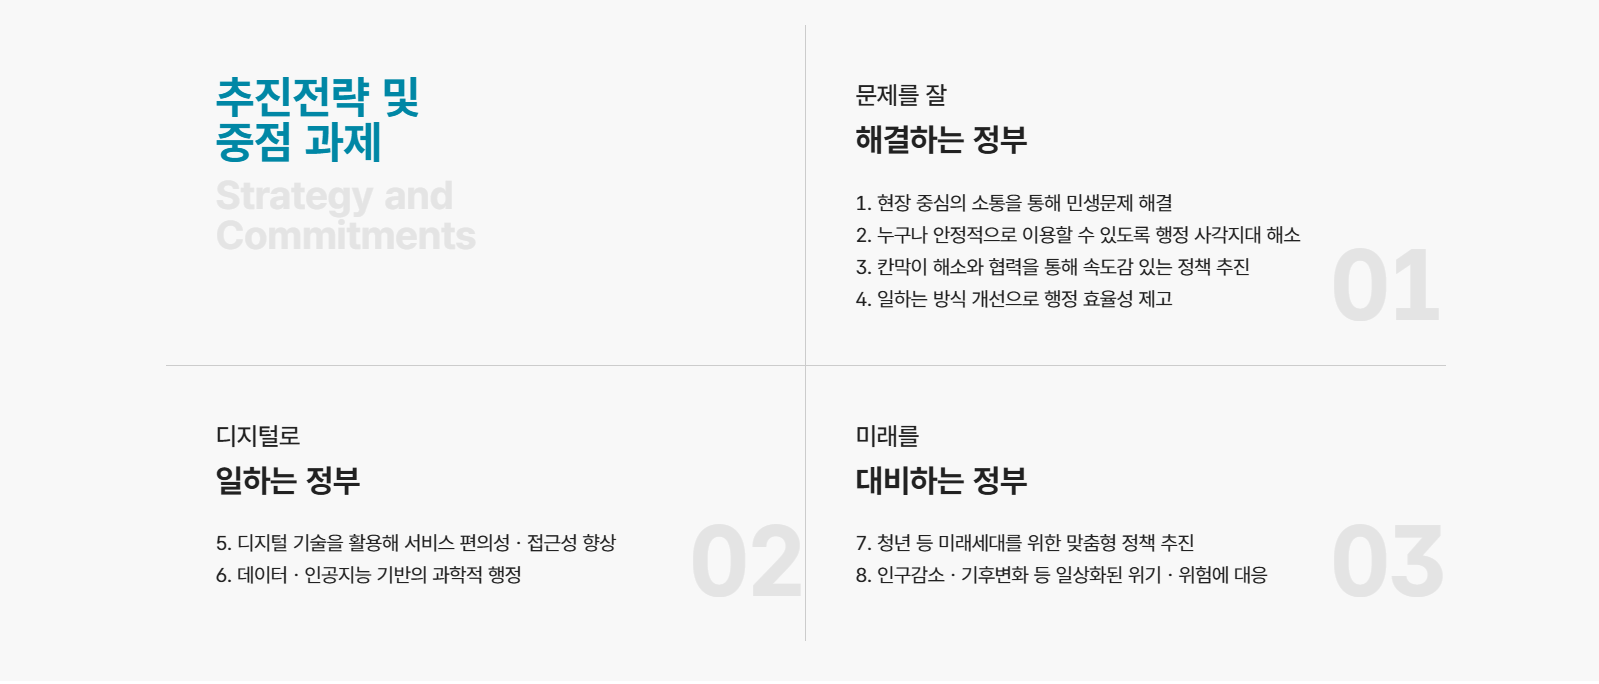 추진전략 및
중점 과제
Strategy and
Commitments
문제를 잘
해결하는 정부
1. 현장 중심의 소통을 통해 민생문제 해결
2. 누구나 안정적으로 이용할 수 있도록 행정 사각지대 해소
3. 칸막이 해소와 협력을 통해 속도감 있는 정책 추진
4. 일하는 방식 개선으로 행정 효율성 제고
01
디지털로
일하는 정부
5. 디지털 기술을 활용해 서비스 편의성 · 접근성 향상
6. 데이터 · 인공지능 기반의 과학적 행정
02
미래를
대비하는 정부
7. 청년 등 미래세대를 위한 맞춤형 정책 추진
8. 인구감소 · 기후변화 등 일상화된 위기 · 위험에 대응
03